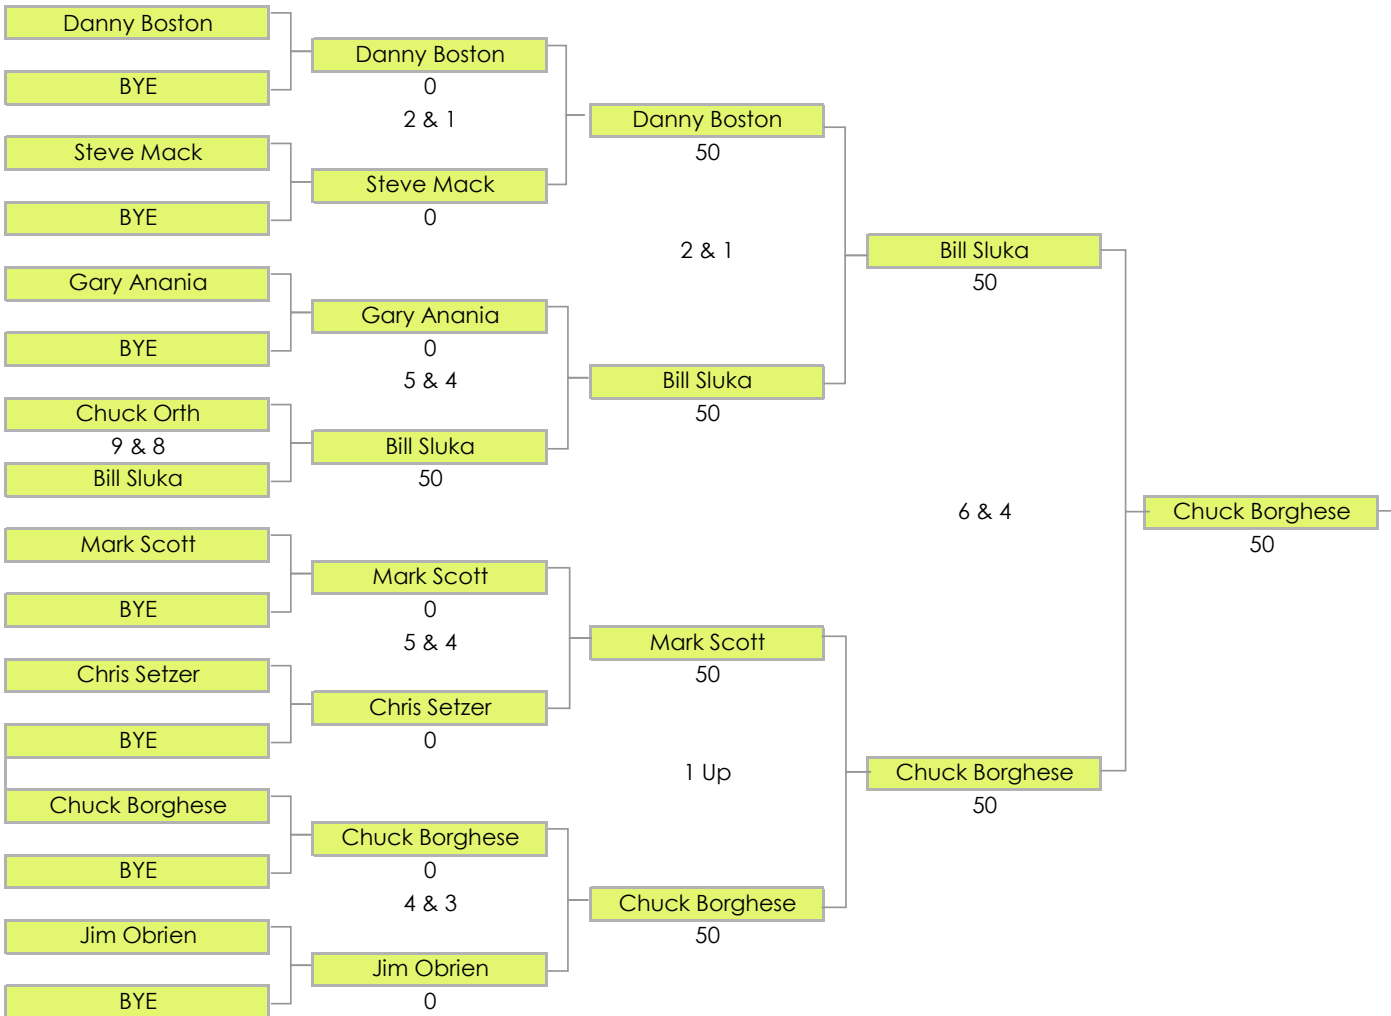 Danny Boston
BYE
Steve Mack
BYE
Gary Anania
BYE
Chuck Orth
9 & 8
Bill Sluka
Mark Scott
BYE
Chris Setzer
BYE
Chuck Borghese
BYE
Jim Obrien
BYE
Danny Boston
0
2 & 1
Steve Mack
0
Gary Anania
0
5 & 4
Bill Sluka
50
Mark Scott
0
5 & 4
Chris Setzer
0
Chuck Borghese
0
4 & 3
Jim Obrien
0
Danny Boston
50
2 & 1
Bill Sluka
50
Mark Scott
50
1 Up
Chuck Borghese
50
Bill Sluka
50
6 & 4
Chuck Borghese
50
Chuck Borghese
50